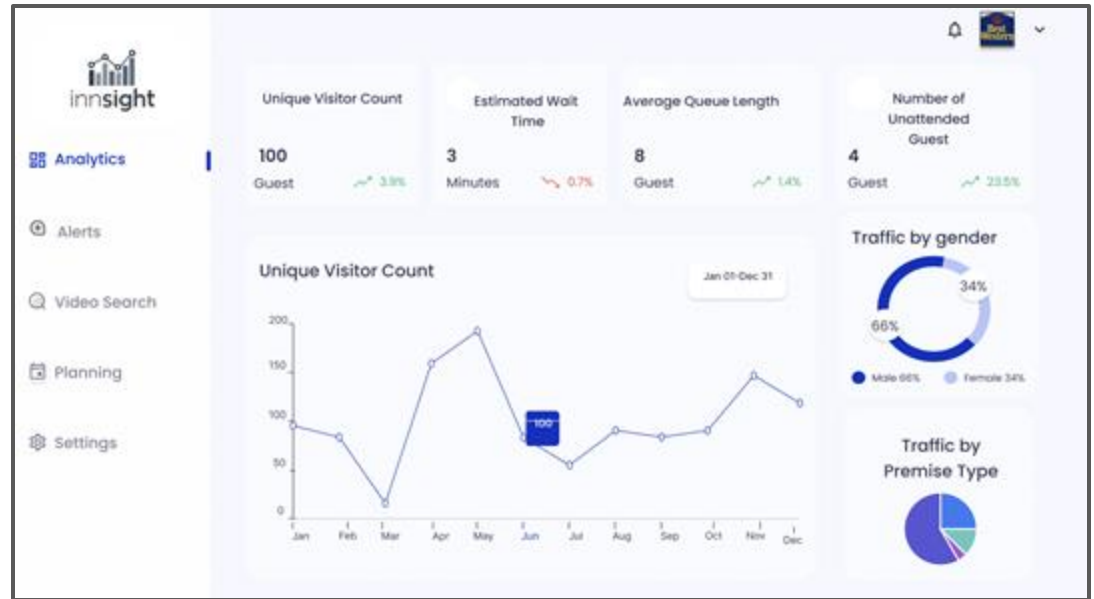 Best
Western
innsight
Analytics
Alerts
Video Search
Planning
Settings
Unique Visitor Count
100
Guest
3.9%
Estimated Wait
Time
3
Minutes
0.7%
Average Queue Length
8
Guest
1.4%
Number of
Unattended
Guest
4
Guest
23.5%
Unique Visitor Count
Jan 01-Dec 31
200
150
100
50
0
100
Jan Feb Mar Apr May Jun Jul Aug Sep Oct Nov Dec
Traffic by gender
34%
66%
Male 66% Female 34%
Traffic by
Premise Type